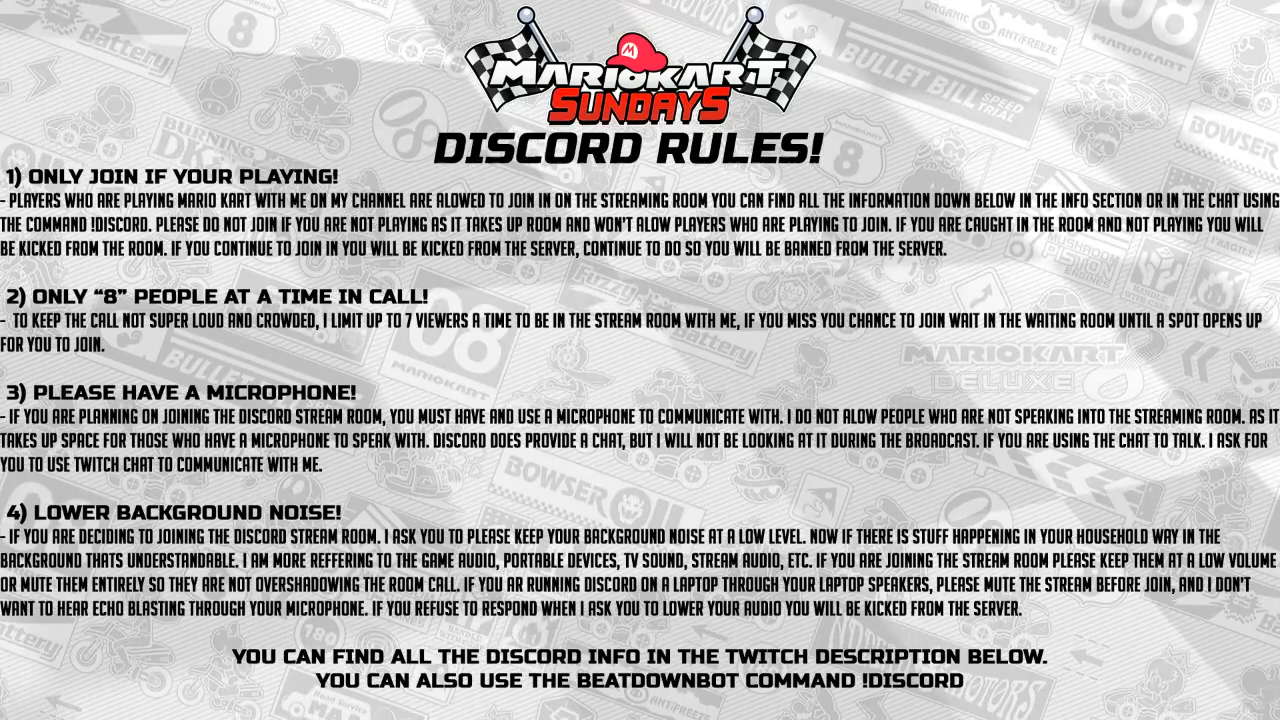 MARIOKART
SUNDAYS
DISCORD RULES!
1) ONLY JOIN IF YOUR PLAYING!
- PLAYERS WHO ARE PLAYING MARIO KART WITH ME ON MY CHANNEL ARE ALOWED TO JOIN IN ON THE STREAMING ROOM YOU CAN FIND ALL THE INFORMATION DOWN BELOW IN THE INFO SECTION OR IN THE CHAT USING
THE COMMAND !DISCORD. PLEASE DO NOT JOIN IF YOU ARE NOT PLAYING AS IT TAKES UP ROOM AND WON'T ALOW PLAYERS WHO ARE PLAYING TO JOIN. IF YOU ARE CAUGHT IN THE ROOM AND NOT PLAYING YOU WILL
BE KICKED FROM THE ROOM. IF YOU CONTINUE TO JOIN IN YOU WILL BE KICKED FROM THE SERVER, CONTINUE TO DO SO YOU WILL BE BANNED FROM THE SERVER.
2) ONLY “8” PEOPLE AT A TIME IN CALL!
- TO KEEP THE CALL NOT SUPER LOUD AND CROWDED, I LIMIT UP TO 7 VIEWERS A TIME TO BE IN THE STREAM ROOM WITH ME, IF YOU MISS YOU CHANCE TO JOIN WAIT IN THE WAITING ROOM UNTIL A SPOT OPENS UP
FOR YOU TO JOIN.
3) PLEASE HAVE A MICROPHONE!
- IF YOU ARE PLANNING ON JOINING THE DISCORD STREAM ROOM, YOU MUST HAVE AND USE A MICROPHONE TO COMMUNICATE WITH. I DO NOT ALOW PEOPLE WHO ARE NOT SPEAKING INTO THE STREAMING ROOM. AS IT
TAKES UP SPACE FOR THOSE WHO HAVE A MICROPHONE TO SPEAK WITH. DISCORD DOES PROVIDE A CHAT, BUT I WILL NOT BE LOOKING AT IT DURING THE BROADCAST. IF YOU ARE USING THE CHAT TO TALK. I ASK FOR
YOU TO USE TWITCH CHAT TO COMMUNICATE WITH ME.
4) LOWER BACKGROUND NOISE!
- IF YOU ARE DECIDING TO JOINING THE DISCORD STREAM ROOM. I ASK YOU TO PLEASE KEEP YOUR BACKGROUND NOISE AT A LOW LEVEL. NOW IF THERE IS STUFF HAPPENING IN YOUR HOUSEHOLD WAY IN THE
BACKGROUND THATS UNDERSTANDABLE. I AM MORE REFFERING TO THE GAME AUDIO, PORTABLE DEVICES, TV SOUND, STREAM AUDIO, ETC. IF YOU ARE JOINING THE STREAM ROOM PLEASE KEEP THEM AT A LOW VOLUME
OR MUTE THEM ENTIRELY SO THEY ARE NOT OVERSHADOWING THE ROOM CALL. IF YOU AR RUNNING DISCORD ON A LAPTOP THROUGH YOUR LAPTOP SPEAKERS, PLEASE MUTE THE STREAM BEFORE JOIN, AND I DON'T
WANT TO HEAR ECHO BLASTING THROUGH YOUR MICROPHONE. IF YOU REFUSE TO RESPOND WHEN I ASK YOU TO LOWER YOUR AUDIO YOU WILL BE KICKED FROM THE SERVER.
YOU CAN FIND ALL THE DISCORD INFO IN THE TWITCH DESCRIPTION BELOW.
YOU CAN ALSO USE THE BEATDOWNBOT COMMAND !DISCORD